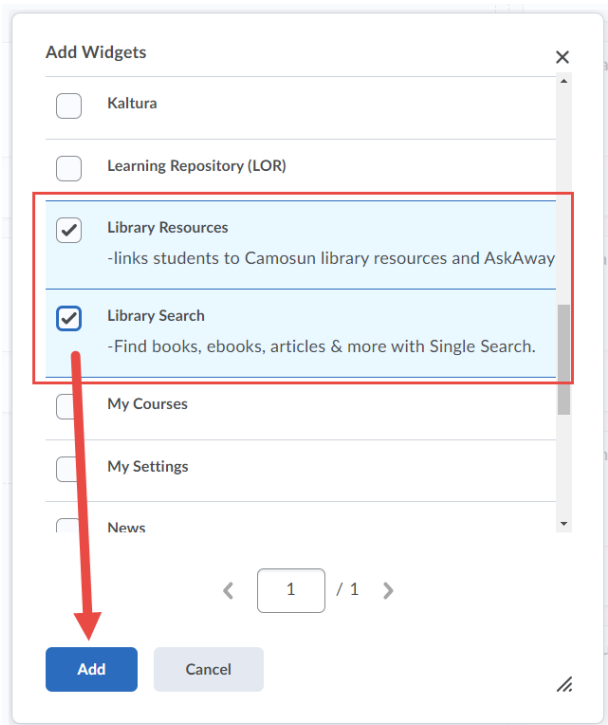 Add Widgets
Kaltura
Learning Repository (LOR)
Library Resources
-links students to Camosun library resources and AskAway
Library Search
-Find books, ebooks, articles & more with Single Search.
My Courses
My Settings
News
1 / 1
Add Cancel